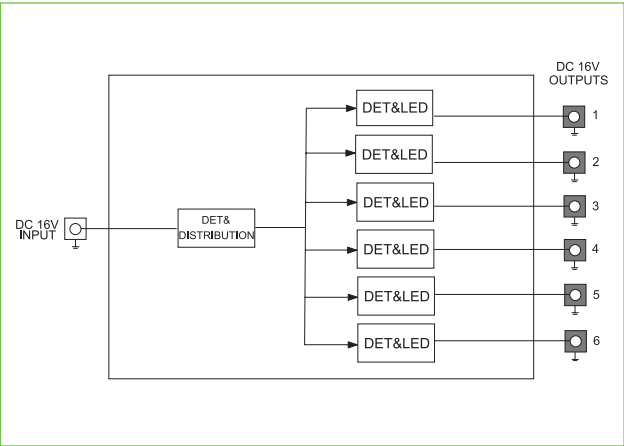 DC 16V
OUTPUTS
DET&LED
1
DET&LED
2
DET&LED
3
DC 16V
INPUT
DET&
DISTRIBUTION
DET&LED
4
DET&LED
5
DET&LED
6